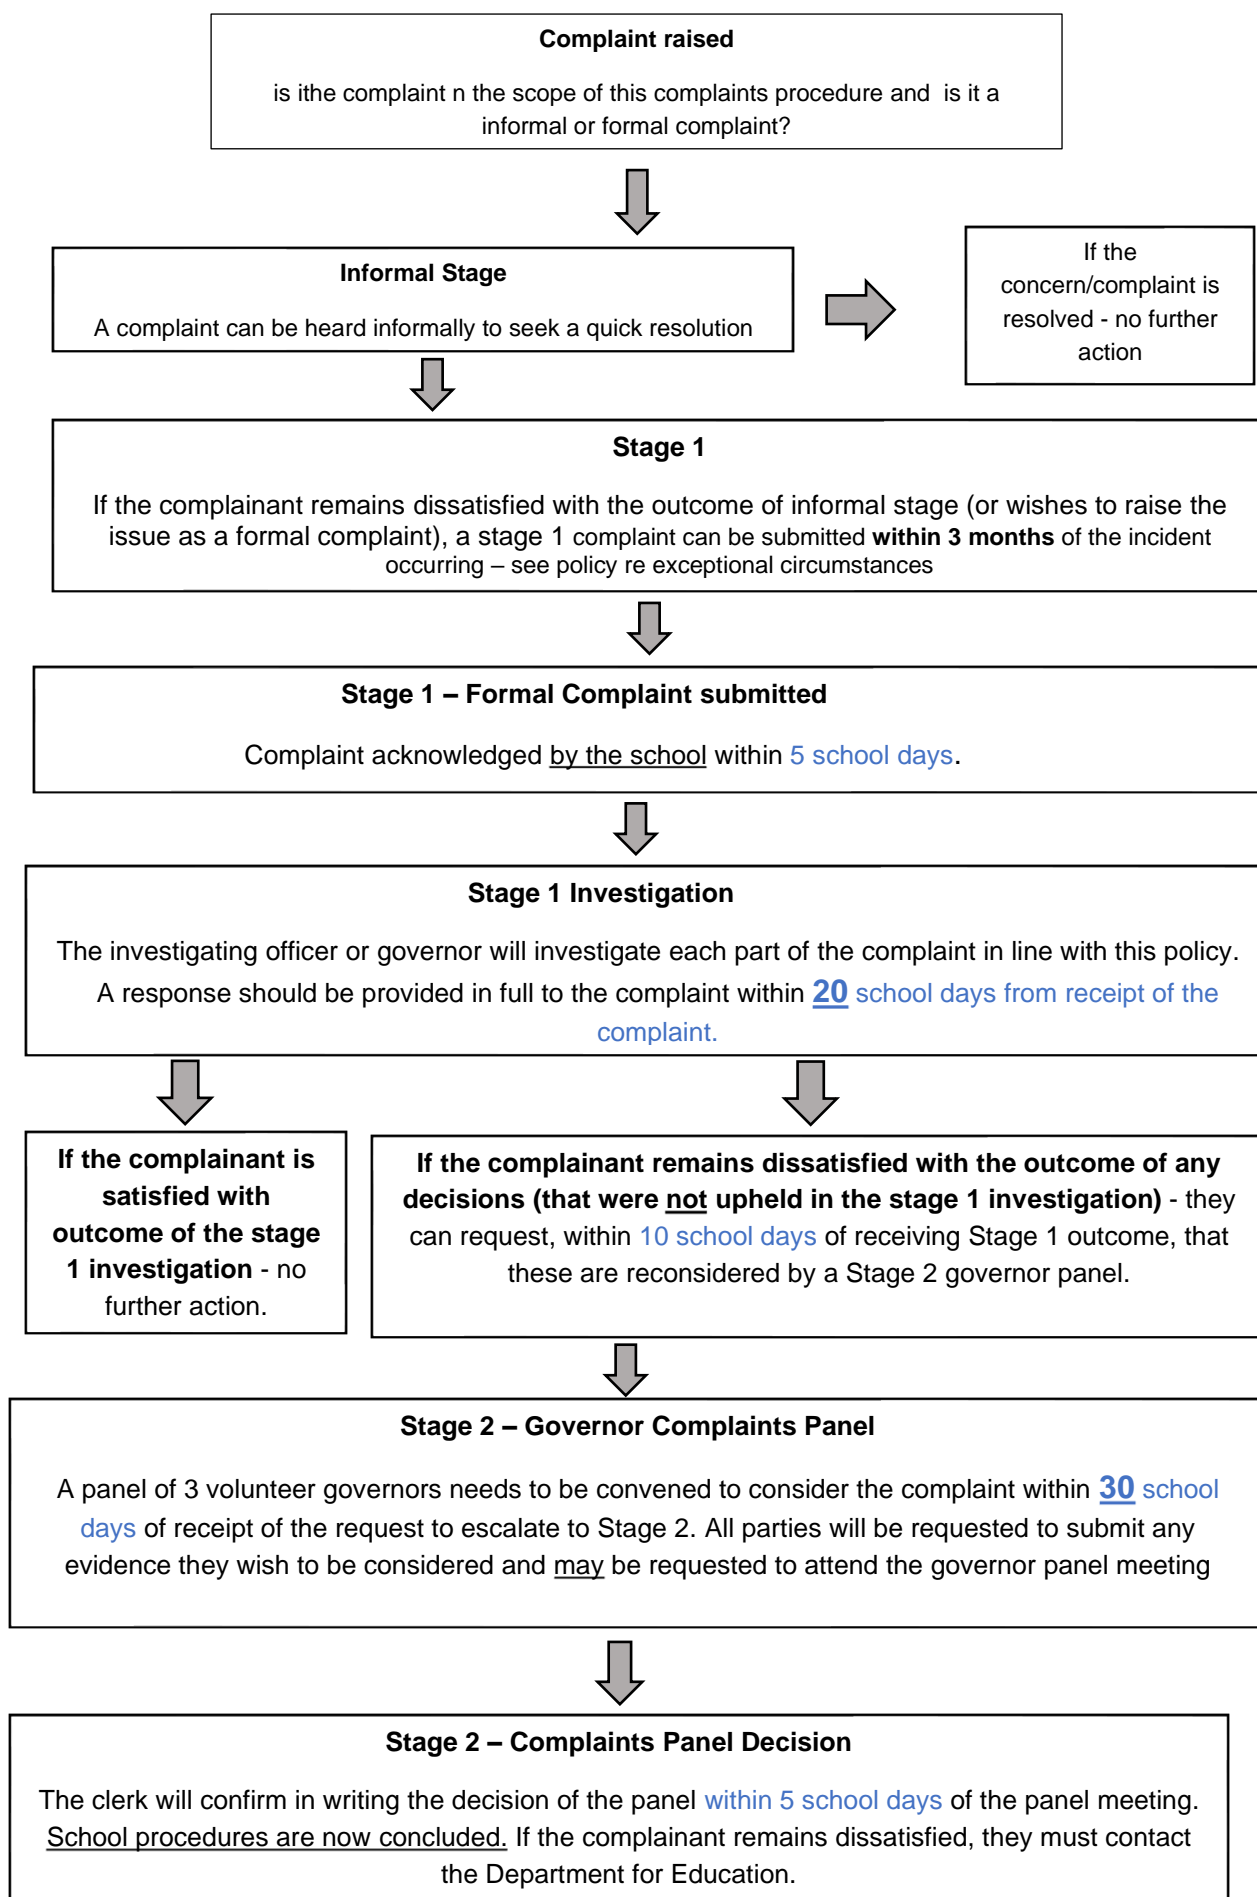 Complaint raised
is ithe complaint n the scope of this complaints procedure and  is it a
informal or formal complaint?
Informal Stage
A complaint can be heard informally to seek a quick resolution
If the
concern/complaint is
resolved - no further
action
Stage 1
If the complainant remains dissatisfied with the outcome of informal stage (or wishes to raise the
issue as a formal complaint), a stage 1 complaint can be submitted within 3 months of the incident
occurring – see policy re exceptional circumstances
Stage 1 – Formal Complaint submitted
Complaint acknowledged by the school within 5 school days.
Stage 1 Investigation
The investigating officer or governor will investigate each part of the complaint in line with this policy.
A response should be provided in full to the complaint within 20 school days from receipt of the
complaint.
If the complainant is
satisfied with
outcome of the stage
1 investigation - no
further action.
If the complainant remains dissatisfied with the outcome of any
decisions (that were not upheld in the stage 1 investigation) - they
can request, within 10 school days of receiving Stage 1 outcome, that
these are reconsidered by a Stage 2 governor panel.
Stage 2 – Governor Complaints Panel
A panel of 3 volunteer governors needs to be convened to consider the complaint within 30 school
days of receipt of the request to escalate to Stage 2. All parties will be requested to submit any
evidence they wish to be considered and may be requested to attend the governor panel meeting
Stage 2 – Complaints Panel Decision
The clerk will confirm in writing the decision of the panel within 5 school days of the panel meeting.
School procedures are now concluded. If the complainant remains dissatisfied, they must contact
the Department for Education.